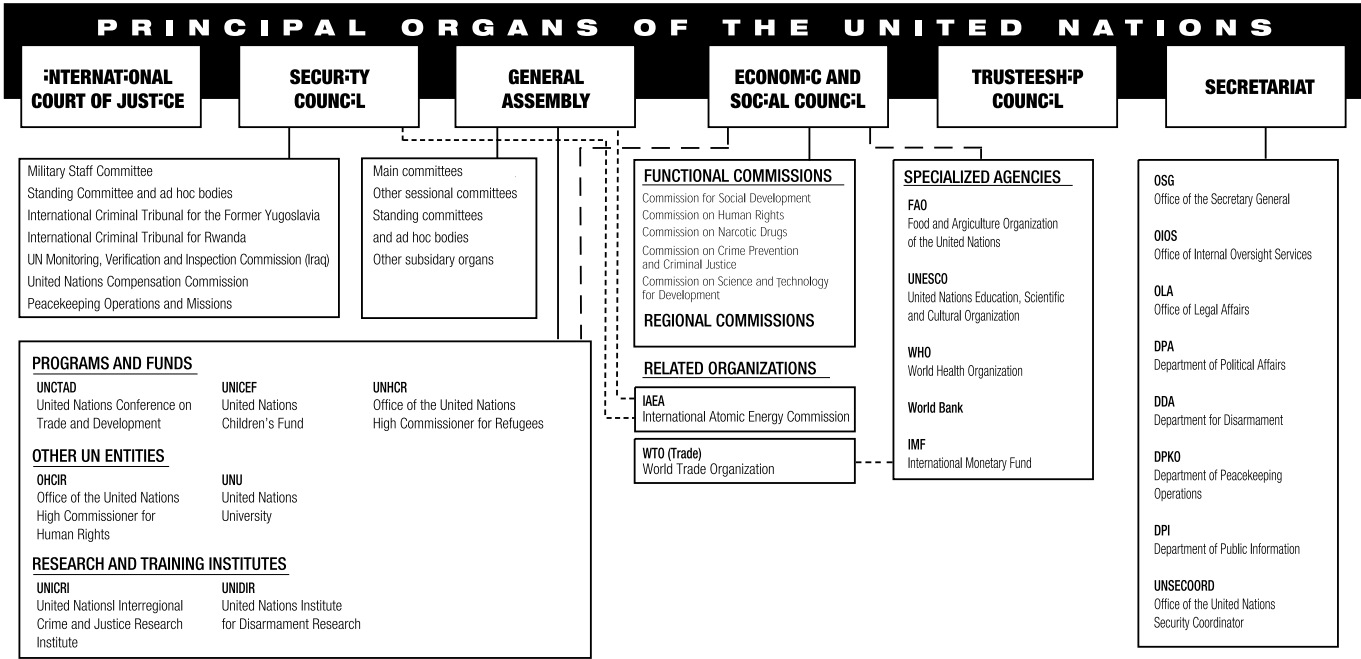 PRINCIPAL ORGANS OF THE UNITED NATIONS
INTERNATIONAL
COURT OF JUSTICE
SECURITY
COUNCIL
GENERAL
ASSEMBLY
ECONOMIC AND
SOCIAL COUNCIL
TRUSTEESHIP
COUNCIL
SECRETARIAT
Military Staff Committee
Standing Committee and ad hoc bodies
International Criminal Tribunal for the Former Yugoslavia
International Criminal Tribunal for Rwanda
UN Monitoring, Verification and Inspection Commission (Iraq)
United Nations Compensation Commission
Peacekeeping Operations and Missions
Main committees
Other sessional committees
Standing committees
and ad hoc bodies
Other subsidary organs
FUNCTIONAL COMMISSIONS
Commission for Social Development
Commission on Human Rights
Commission on Narcotic Drugs
Commission on Crime Prevention
and Criminal Justice
Commission on Science and Technology
for Development
REGIONAL COMMISSIONS
RELATED ORGANIZATIONS
IAEA
International Atomic Energy Commission
WTO (Trade)
World Trade Organization
SPECIALIZED AGENCIES
FAO
Food and Argiculture Organization
of the United Nations
UNESCO
United Nations Education, Scientific
and Cultural Organization
WHO
World Health Organization
World Bank
IMF
International Monetary Fund
OSG
Office of the Secretary General
OIOS
Office of Internal Oversight Services
OLA
Office of Legal Affairs
DPA
Department of Political Affairs
DDA
Department for Disarmament
DPKO
Department of Peacekeeping
Operations
DPI
Department of Public Information
UNSECOORD
Office of the United Nations
Security Coordinator
PROGRAMS AND FUNDS
UNCTAD
United Nations Conference on
Trade and Development
UNICEF
United Nations
Children's Fund
UNHCR
Office of the United Nations
High Commissioner for Refugees
OTHER UN ENTITIES
OHCIR
Office of the United Nations
High Commissioner for
Human Rights
UNU
United Nations
University
RESEARCH AND TRAINING INSTITUTES
UNICRI
United Nationsl Interregional
Crime and Justice Research
Institute
UNIDIR
United Nations Institute
for Disarmament Research